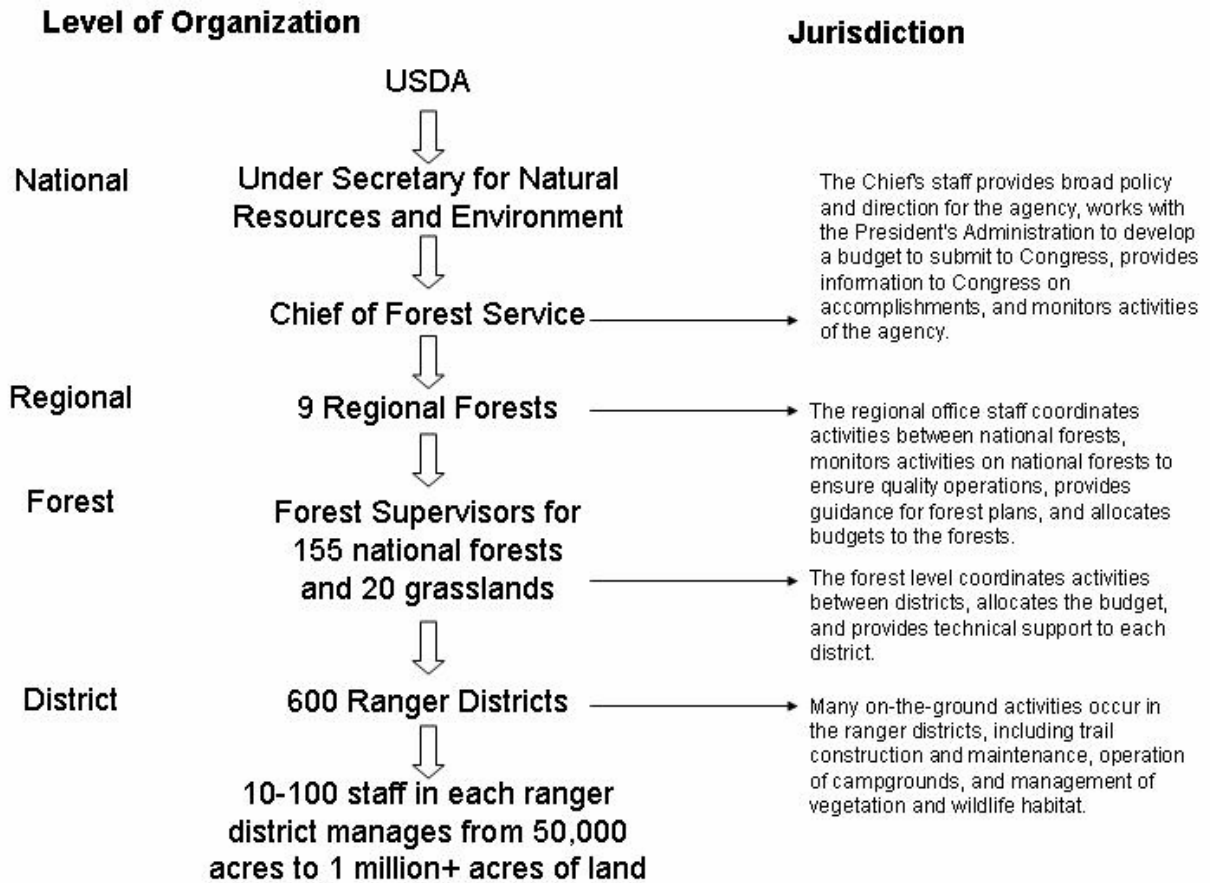 Level of Organization
Jurisdiction
USDA
National
Under Secretary for Natural
Resources and Environment
The Chief's staff provides broad policy
and direction for the agency, works with
the President's Administration to develop
a budget to submit to Congress, provides
information to Congress on
accomplishments, and monitors activities
of the agency.
Chief of Forest Service
Regional
9 Regional Forests
The regional office staff coordinates
activities between national forests,
monitors activities on national forests to
ensure quality operations, provides
guidance for forest plans, and allocates
budgets to the forests.
Forest
Forest Supervisors for
155 national forests
and 20 grasslands
The forest level coordinates activities
between districts, allocates the budget,
and provides technical support to each
district.
District
600 Ranger Districts
Many on-the-ground activities occur in
the ranger districts, including trail
construction and maintenance, operation
of campgrounds, and management of
vegetation and wildlife habitat.
10-100 staff in each ranger
district manages from 50,000
acres to 1 million+ acres of land